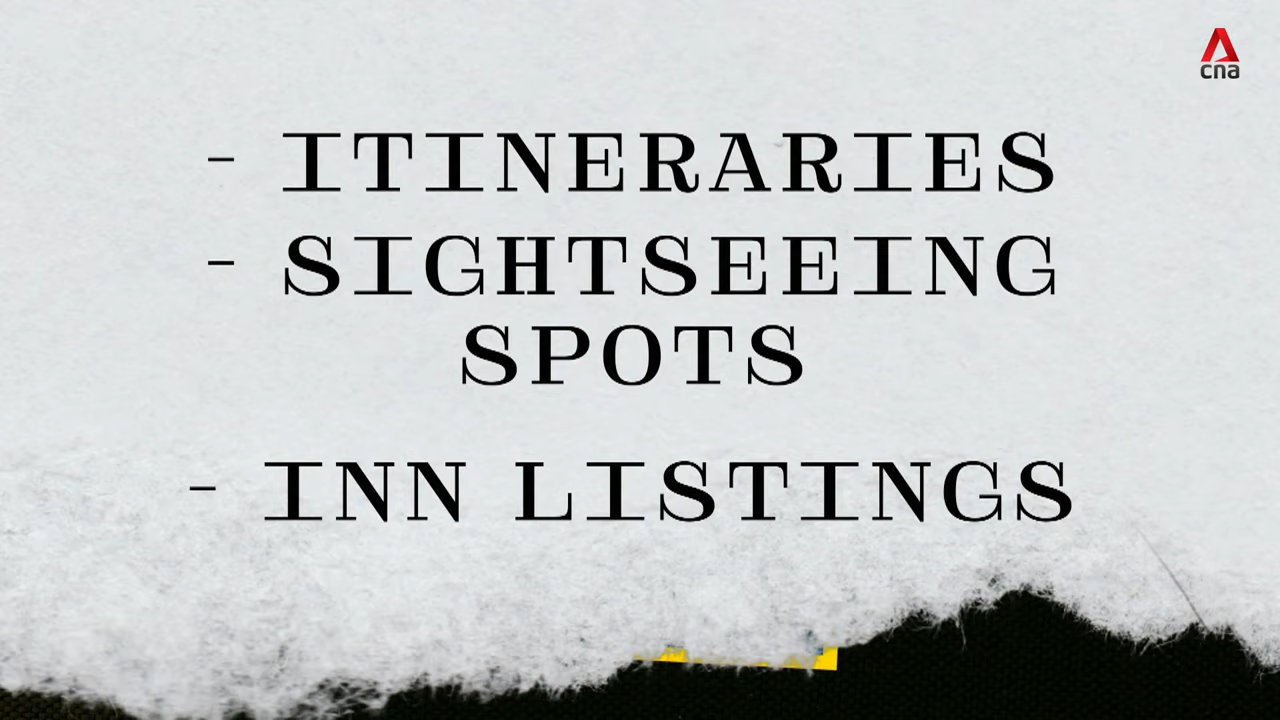 cna
- ITINERARIES
- SIGHTSEEING
SPOTS
- INN LISTINGS